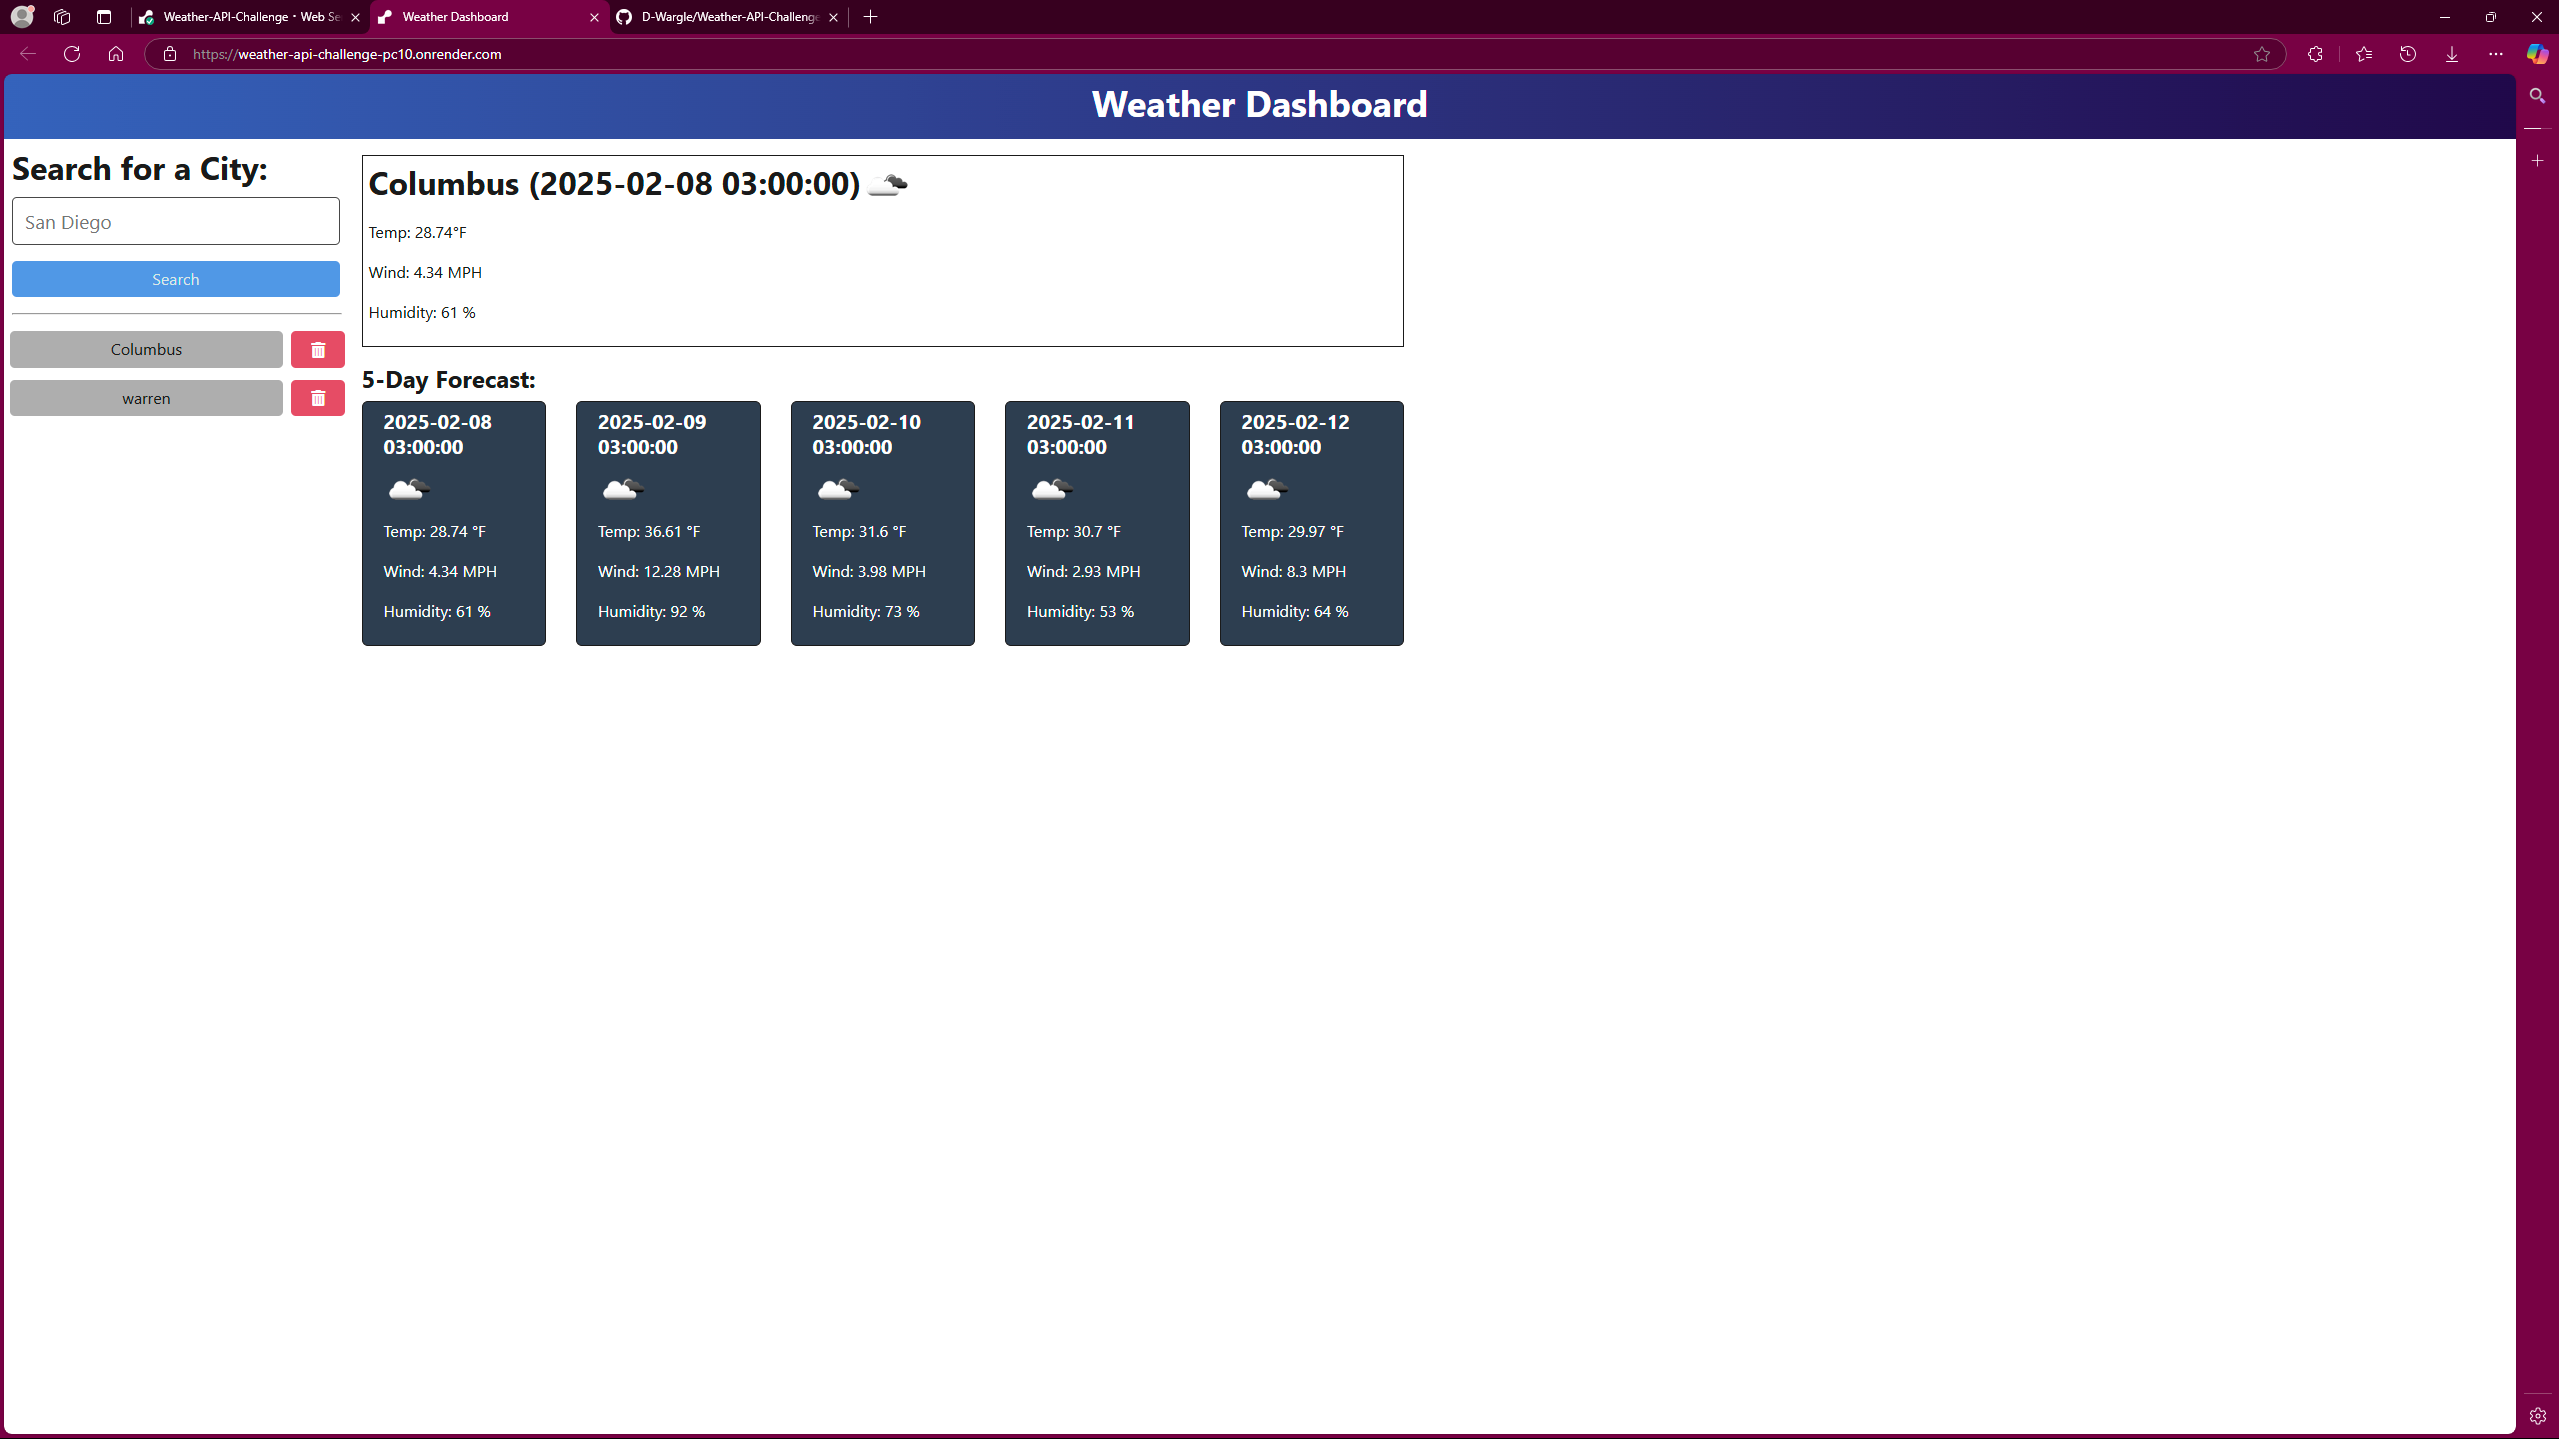 Weather-API-Challenge · Web Se
Weather Dashboard
D-Wargle/Weather-API-Challenge
https://weather-api-challenge-pc10.onrender.com
Weather Dashboard
Search for a City:
San Diego
Search
Columbus
warren
Columbus (2025-02-08 03:00:00)
Temp: 28.74°F
Wind: 4.34 MPH
Humidity: 61 %
5-Day Forecast:
2025-02-08
03:00:00
Temp: 28.74 °F
Wind: 4.34 MPH
Humidity: 61 %
2025-02-09
03:00:00
Temp: 36.61 °F
Wind: 12.28 MPH
Humidity: 92 %
2025-02-10
03:00:00
Temp: 31.6 °F
Wind: 3.98 MPH
Humidity: 73 %
2025-02-11
03:00:00
Temp: 30.7 °F
Wind: 2.93 MPH
Humidity: 53 %
2025-02-12
03:00:00
Temp: 29.97 °F
Wind: 8.3 MPH
Humidity: 64 %